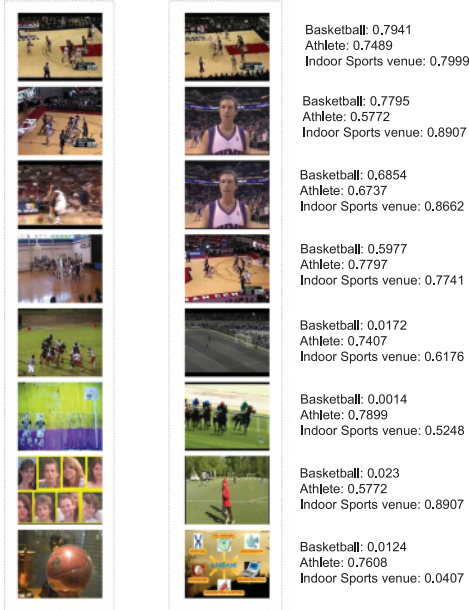 Basketball: 0.7941
Athlete: 0.7489
Indoor Sports venue: 0.7999
Basketball: 0.7795
Athlete: 0.5772
Indoor Sports venue: 0.8907
Basketball: 0.6854
Athlete: 0.6737
Indoor Sports venue: 0.8662
Basketball: 0.5977
Athlete: 0.7797
Indoor Sports venue: 0.7741
Basketball: 0.0172
Athlete: 0.7407
Indoor Sports venue: 0.6176
Basketball: 0.0014
Athlete: 0.7899
Indoor Sports venue: 0.5248
Basketball: 0.023
Athlete: 0.5772
Indoor Sports venue: 0.8907
Basketball: 0.0124
Athlete: 0.7608
Indoor Sports venue: 0.0407